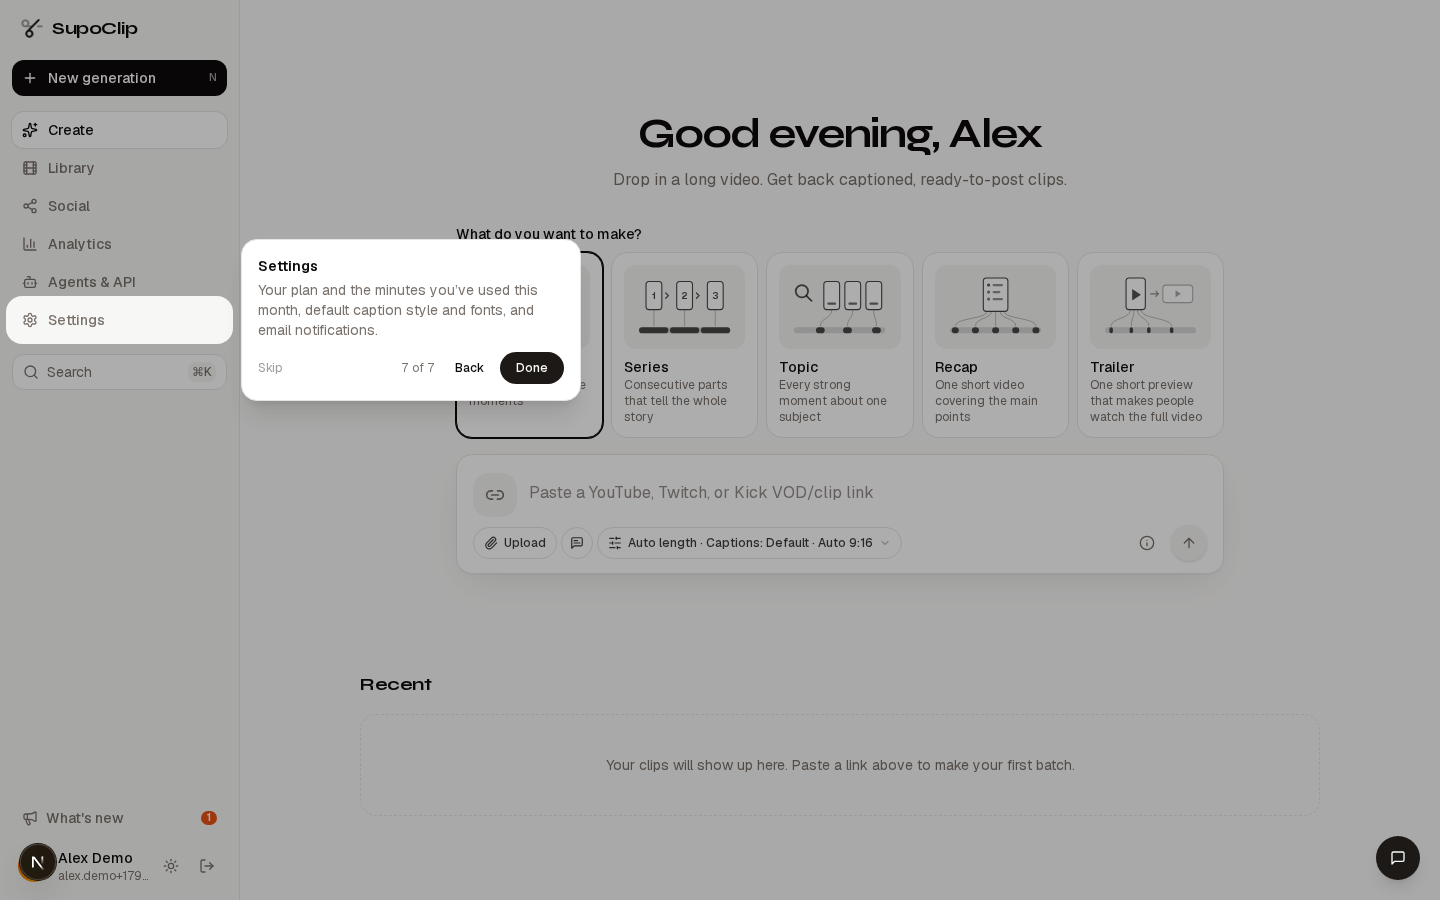 SupoClip
New generation N
Create
Library
Social
Analytics
Agents & API
Settings
Search ⌘K
What's new 1
N
Alex Demo
alex.demo+179...
Good evening, Alex
Drop in a long video. Get back captioned, ready-to-post clips.
What do you want to make?
Settings
Your plan and the minutes you've used this
month, default caption style and fonts, and
email notifications.
Skip 7 of 7 Back Done
moments
1 2 3
Series
Consecutive parts
that tell the whole
story
Topic
Every strong
moment about one
subject
Recap
One short video
covering the main
points
Trailer
One short preview
that makes people
watch the full video
Paste a YouTube, Twitch, or Kick VOD/clip link
Upload
Auto length · Captions: Default · Auto 9:16
Recent
Your clips will show up here. Paste a link above to make your first batch.